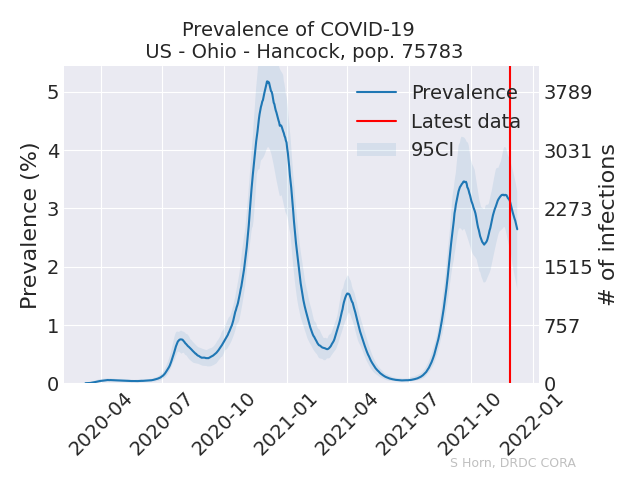 Prevalence of COVID-19
US - Ohio - Hancock, pop. 75783
Prevalence
Latest data
95CI
Prevalence (%)
5
4
3
2
1
0
3789
3031
2273
1515
757
0
# of infections
2020-04
2020-07
2020-10
2021-01
2021-04
2021-07
2021-10
2022-01
S Horn, DRDC CORA